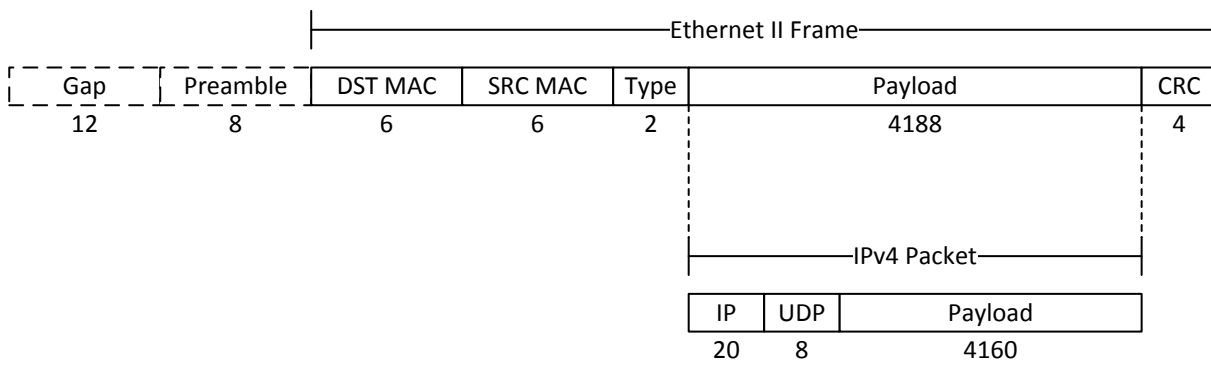 Ethernet II Frame
Gap Preamble DST MAC SRC MAC Type Payload CRC
12 8 6 6 2 4188 4
IPv4 Packet
IP UDP Payload
20 8 4160